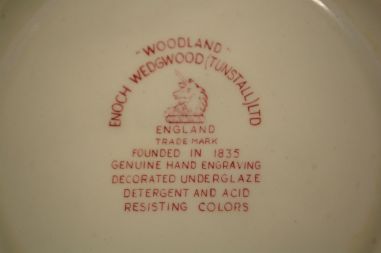 "WOODLAND"
ENOCH WEDGWOOD (TUNSTALL) LTD
ENGLAND
TRADE MARK
FOUNDED IN 1835
GENUINE HAND ENGRAVING
DECORATED UNDERGLAZE
DETERGENT AND ACID
RESISTING COLORS